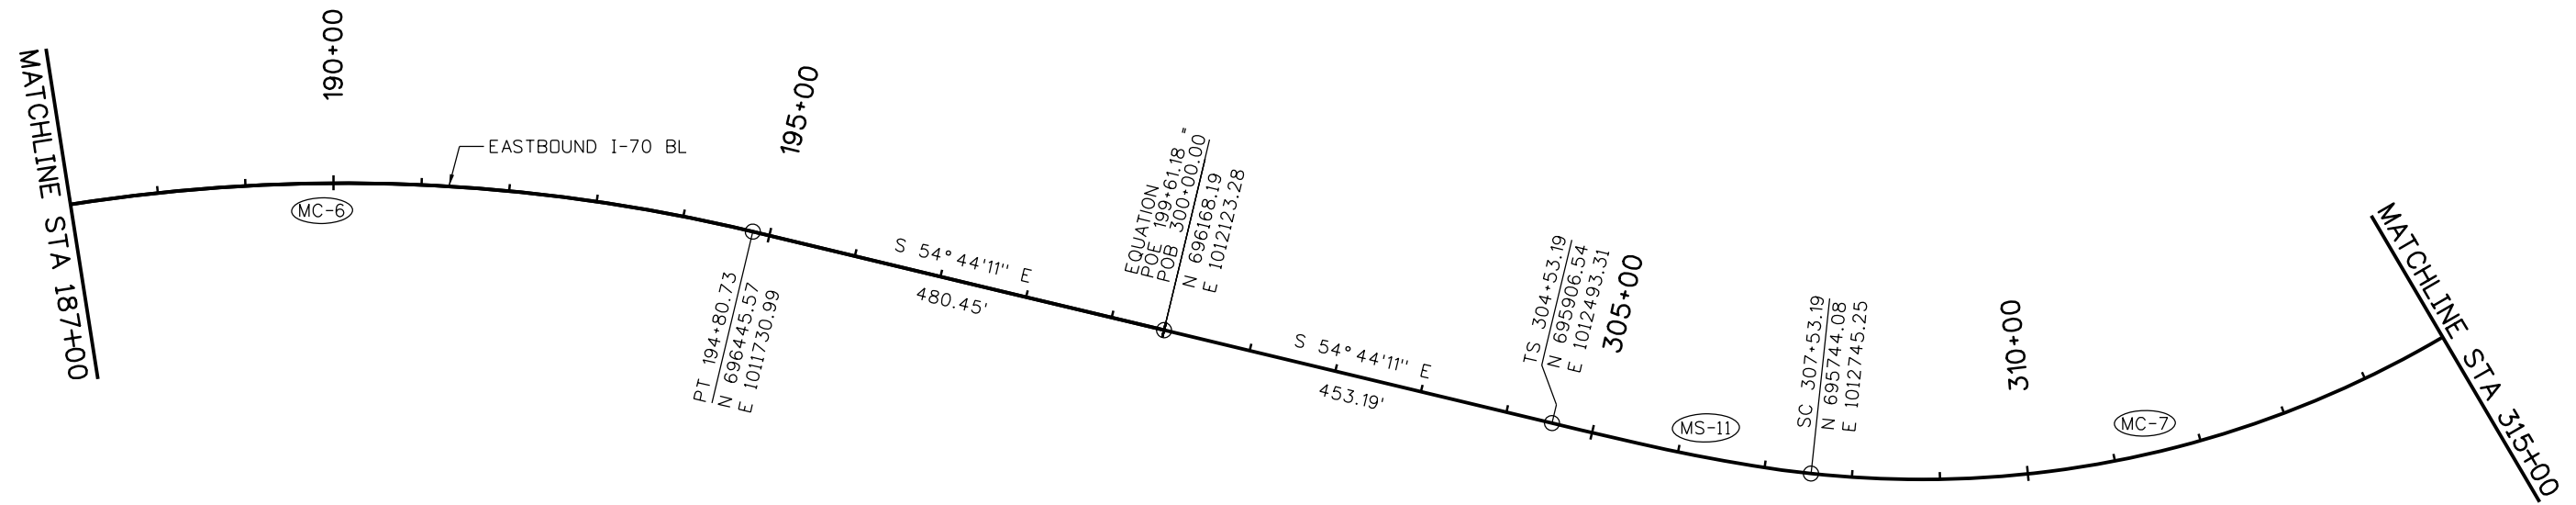 MATCHLINE STA 187+00
190+00
MC-6
EASTBOUND I-70 BL
195+00
PT 194+80.73
N 696445.57
E 1011730.99
S 54°44'11" E
480.45'
EQUATION
POE 199+61.18 "
POB 300+00.00
N 696168.19
E 1012123.28
S 54°44'11" E
453.19'
TS 304+53.19
N 695906.54
E 1012493.31
305+00
MS-11
SC 307+53.19
N 695744.08
E 1012745.25
310+00
MC-7
MATCHLINE STA 315+00